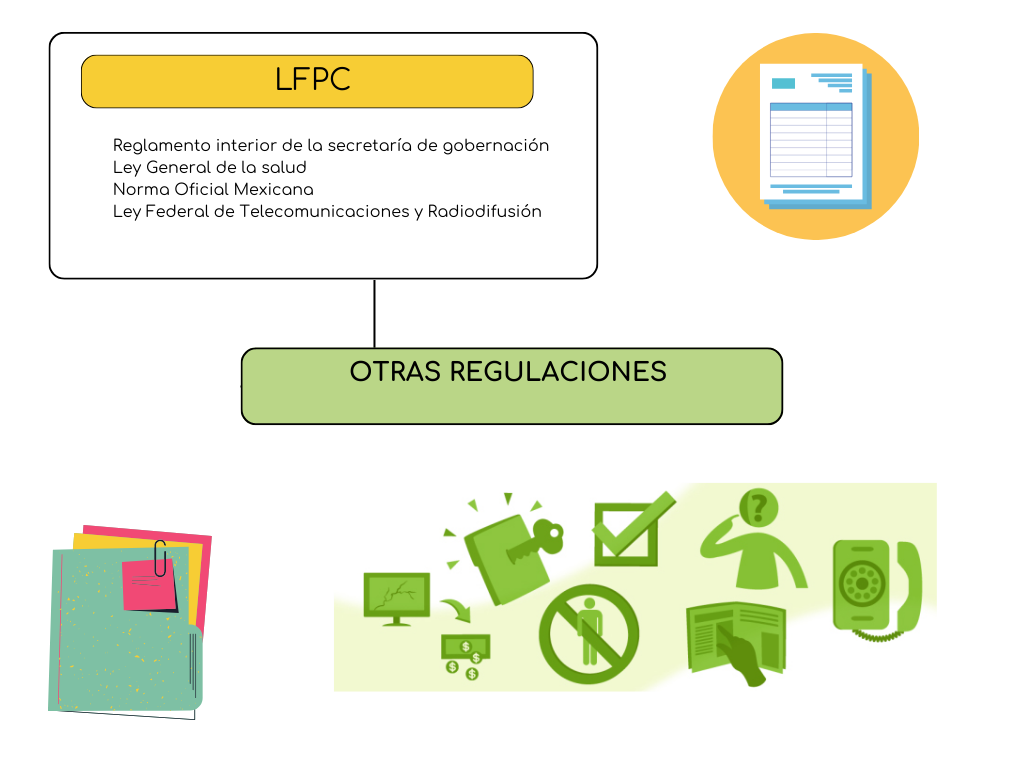 LFPC
Reglamento interior de la secretaría de gobernación
Ley General de la salud
Norma Oficial Mexicana
Ley Federal de Telecomunicaciones y Radiodifusión
OTRAS REGULACIONES
?
$
$
$
$